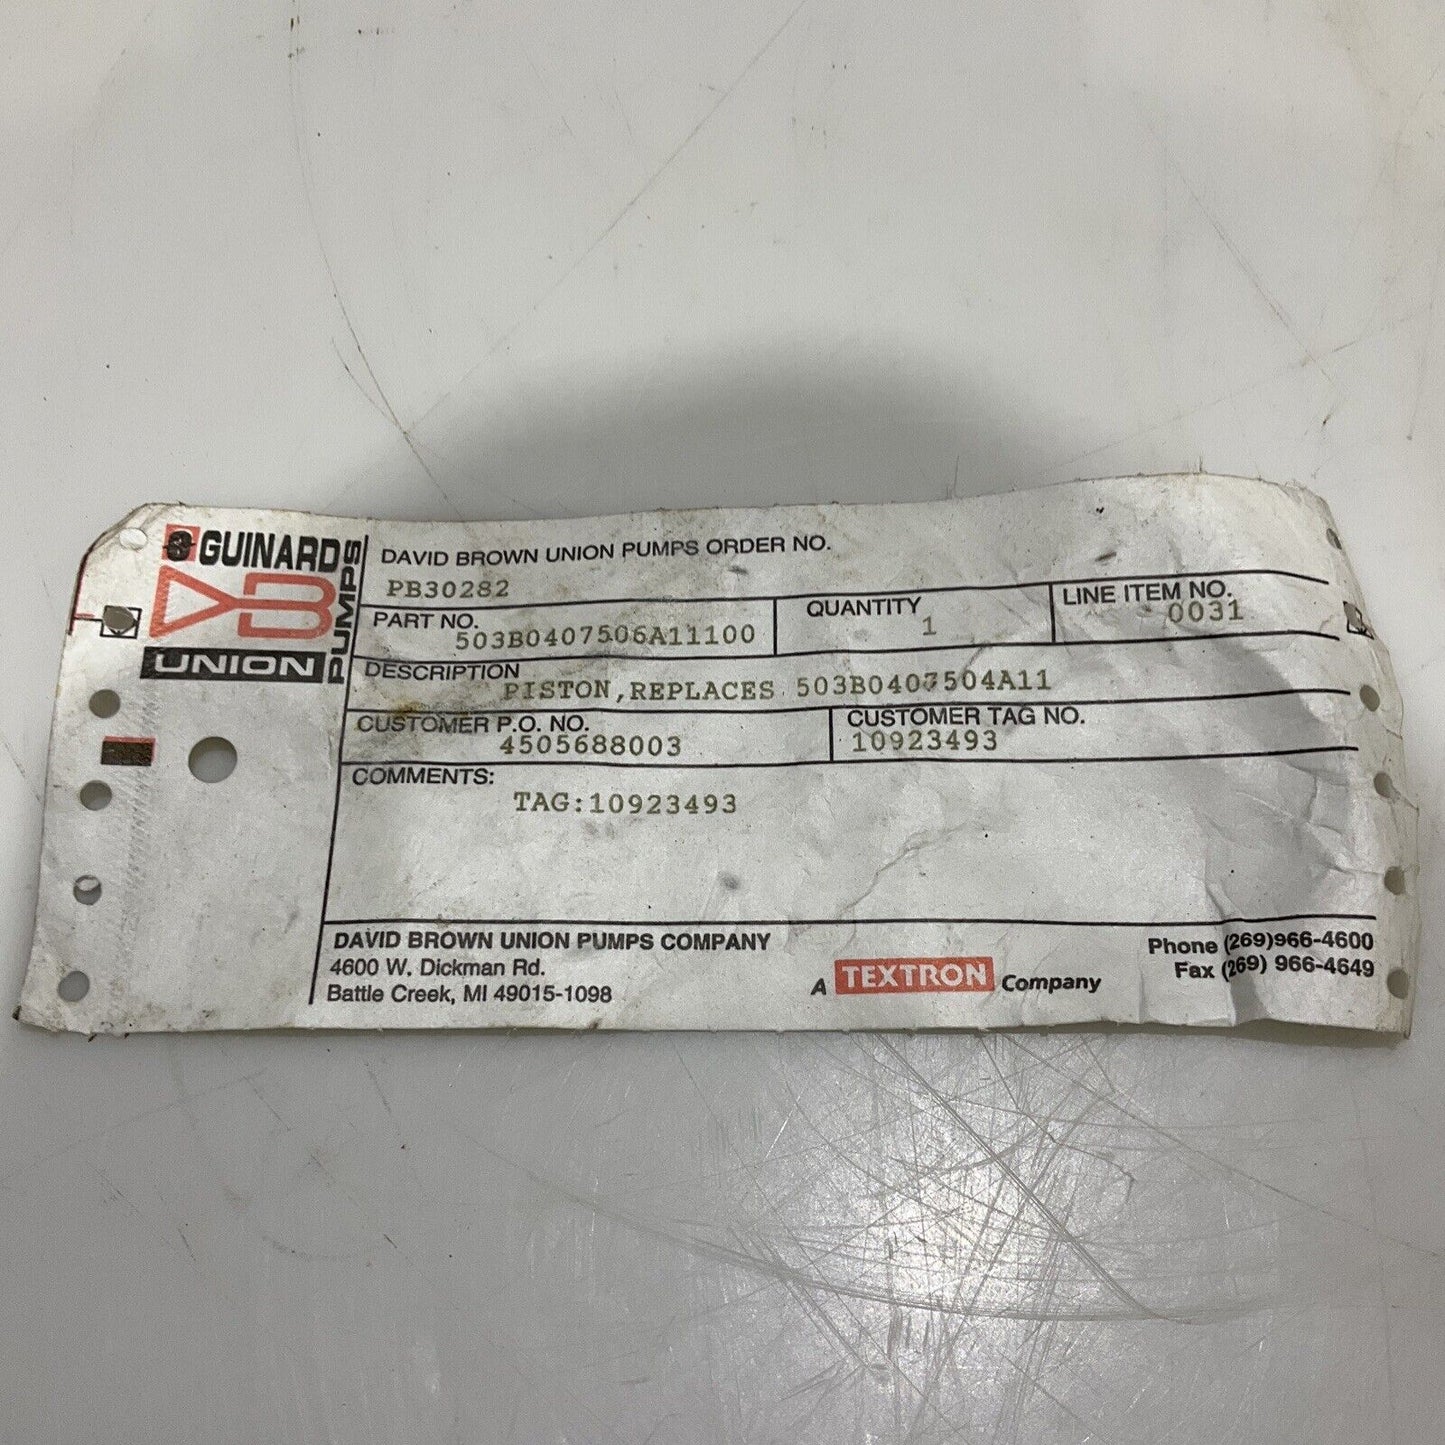 GUINARD
DB
UNION
PUMPS
DAVID BROWN UNION PUMPS ORDER NO.
PB30282
PART NO.
503B0407506A11100
QUANTITY
1
LINE ITEM NO.
0031
DESCRIPTION
PISTON,REPLACES 503B0407504A11
CUSTOMER P.O. NO.
4505688003
CUSTOMER TAG NO.
10923493
COMMENTS:
TAG:10923493
DAVID BROWN UNION PUMPS COMPANY
4600 W. Dickman Rd.
Battle Creek, MI 49015-1098
A TEXTRON Company
Phone (269)966-4600
Fax (269) 966-4649